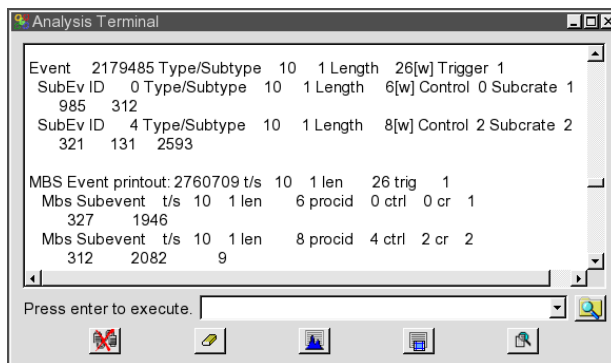 Analysis Terminal
Event 2179485 Type/Subtype 10 1 Length 26[w] Trigger 1
SubEv ID 0 Type/Subtype 10 1 Length 6[w] Control 0 Subcrate 1
985 312
SubEv ID 4 Type/Subtype 10 1 Length 8[w] Control 2 Subcrate 2
321 131 2593
MBS Event printout: 2760709 t/s 10 1 len 26 trig 1
Mbs Subevent t/s 10 1 len 6 procid 0 ctrl 0 cr 1
327 1946
Mbs Subevent t/s 10 1 len 8 procid 4 ctrl 2 cr 2
312 2082 9
Press enter to execute.